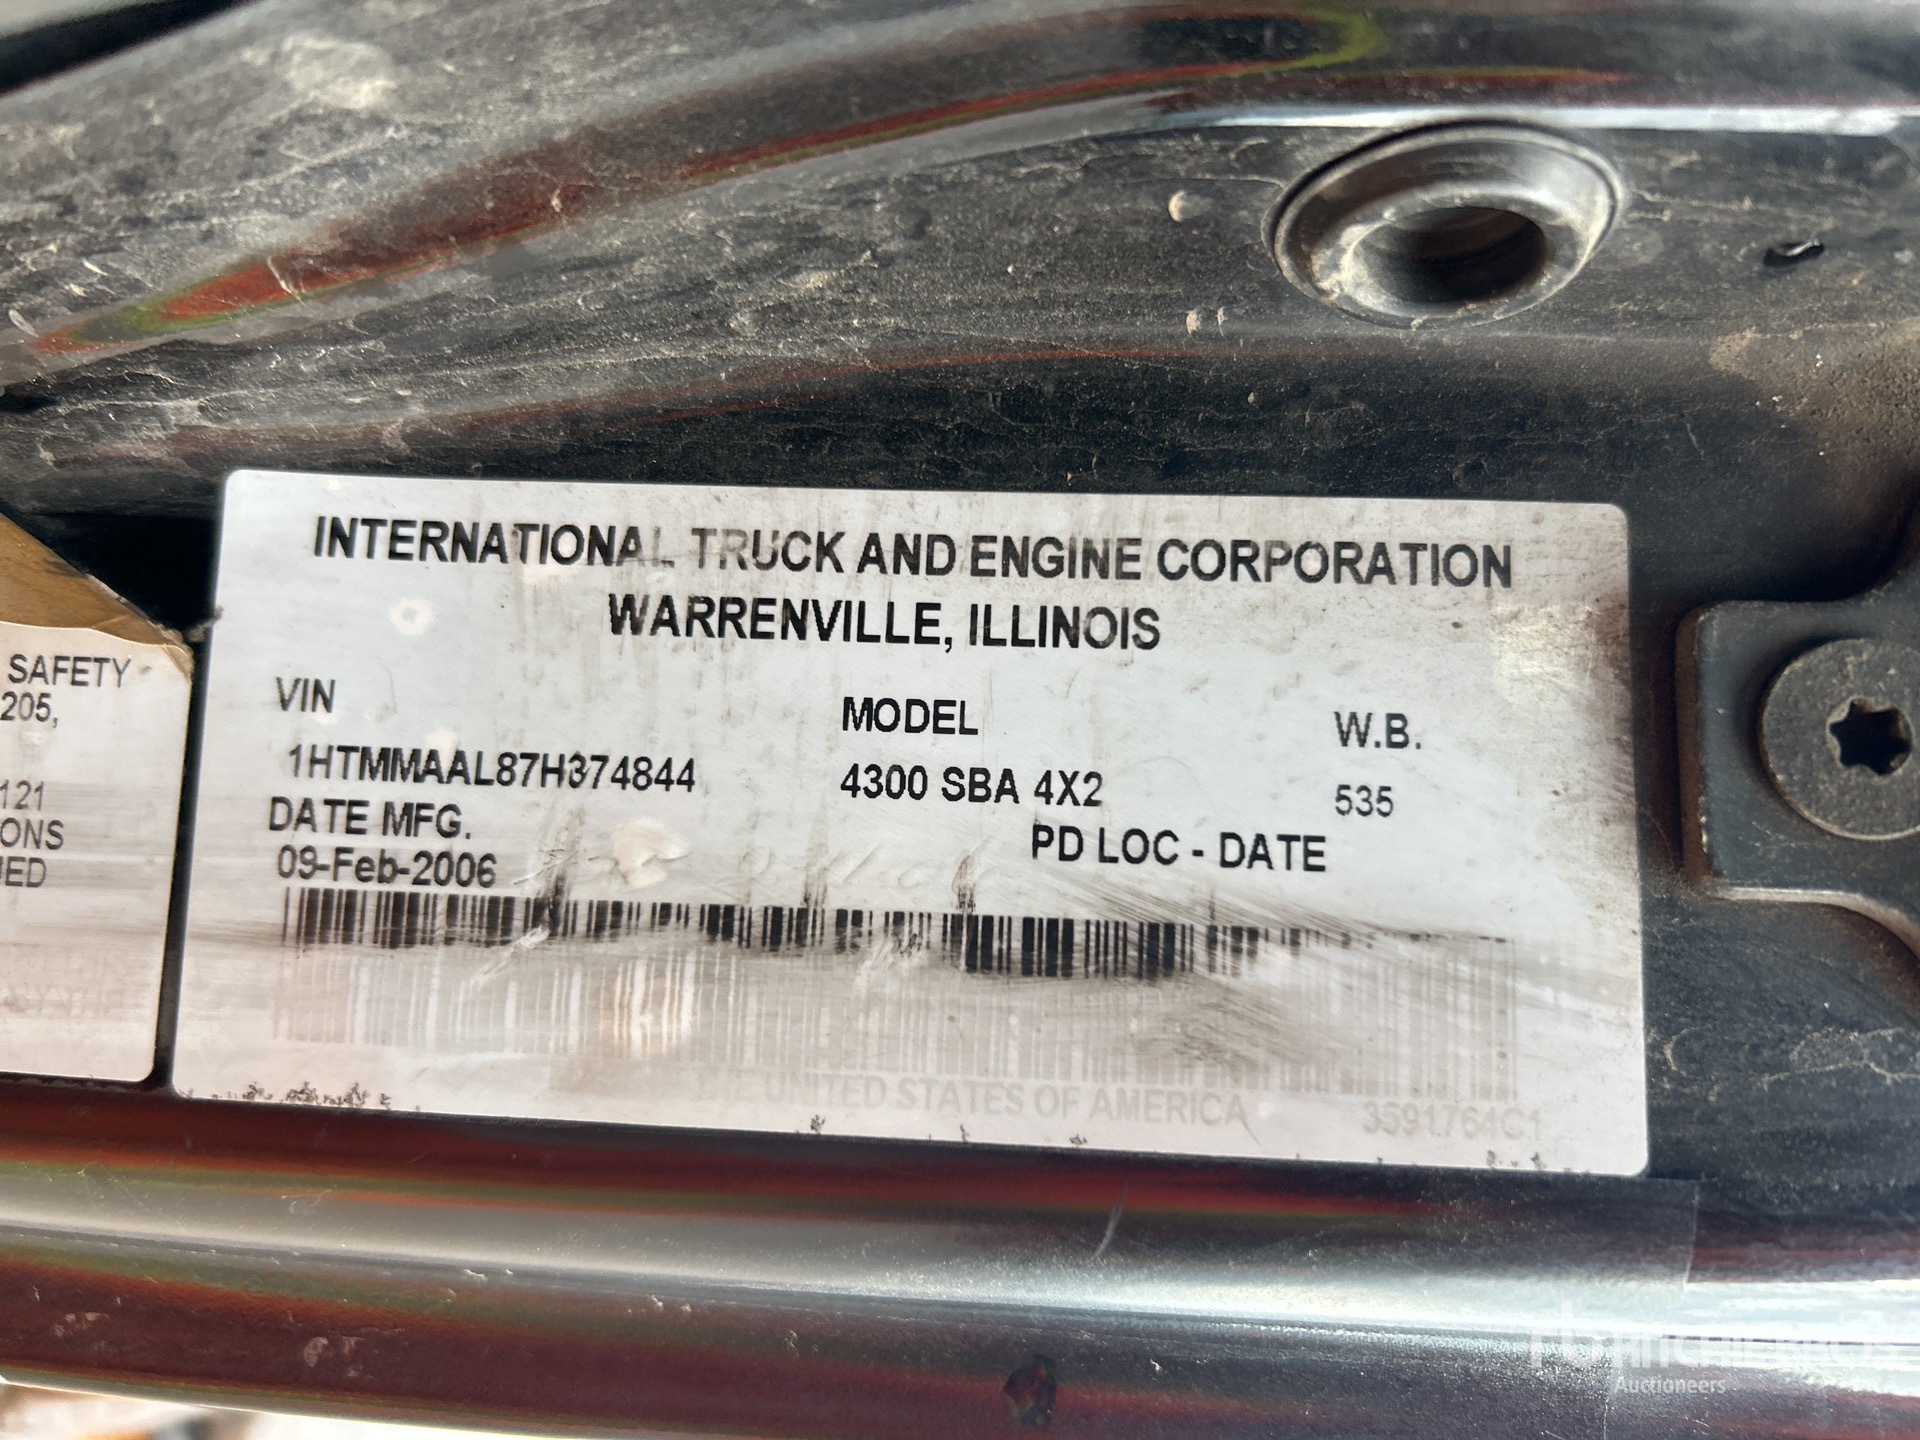 INTERNATIONAL TRUCK AND ENGINE CORPORATION
WARRENVILLE, ILLINOIS
VIN MODEL W.B.
1HTMMAAL87H374844 4300 SBA 4X2 535
DATE MFG. PD LOC - DATE
09-Feb-2006
UNITED STATES OF AMERICA 3591764C1
SAFETY
205,
121
ONS
Auctioneers